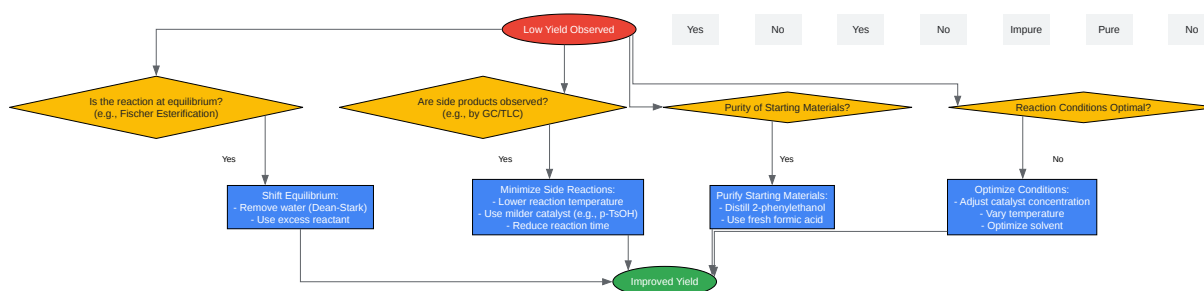 Low Yield Observed
Yes
No
Yes
No
Impure
Pure
No
Is the reaction at equilibrium?
(e.g., Fischer Esterification)
Are side products observed?
(e.g., by GC/TLC)
Purity of Starting Materials?
Reaction Conditions Optimal?
Yes
Yes
Yes
No
Shift Equilibrium:
- Remove water (Dean-Stark)
- Use excess reactant
Minimize Side Reactions:
- Lower reaction temperature
- Use milder catalyst (e.g., p-TsOH)
- Reduce reaction time
Purify Starting Materials:
- Distill 2-phenylethanol
- Use fresh formic acid
Optimize Conditions:
- Adjust catalyst concentration
- Vary temperature
- Optimize solvent
Improved Yield